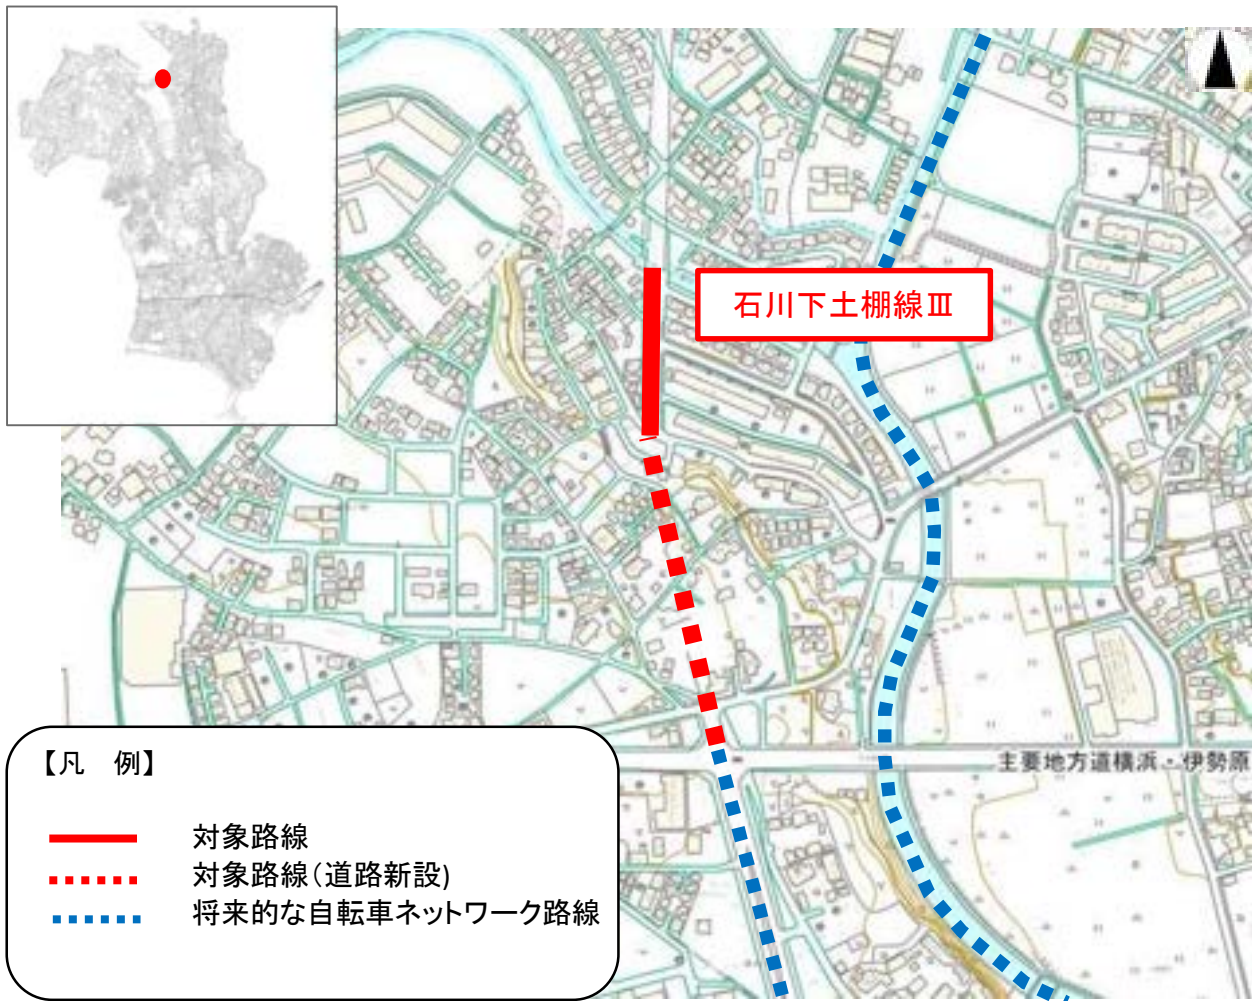 石川下土棚線Ⅲ
主要地方道横浜・伊勢原
【凡　例】
対象路線
対象路線（道路新設)
将来的な自転車ネットワーク路線